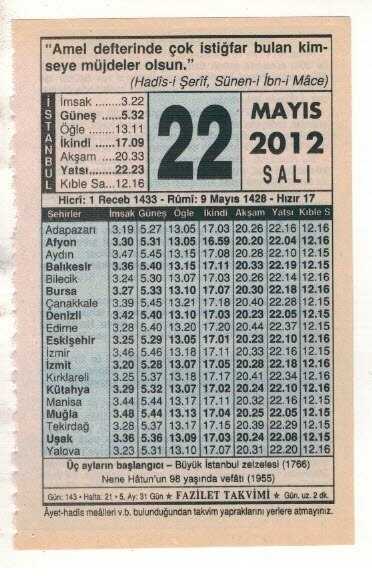 "Amel defterinde çok istiğfar bulan kim-
seye müjdeler olsun."
(Hadîs-i Şerîf, Sünen-i İbn-i Mâce)
İSTANBUL
İmsak ......3.22
Güneş ....5.32
Öğle .......13.11
İkindi ......17.09
Akşam ...20.33
Yatsı......22.23
Kıble Sa...12.16
22
MAYIS
2012
SALI
Hicrî: 1 Receb 1433 - Rûmî: 9 Mayıs 1428 - Hızır 17
Şehirler İmsak Güneş Öğle İkindi Akşam Yatsı Kıble S
Adapazarı 3.19 5.27 13.05 17.03 20.26 22.16 12.16
Afyon 3.30 5.31 13.05 16.59 20.20 22.04 12.16
Aydın 3.47 5.45 13.15 17.08 20.28 22.10 12.15
Balıkesir 3.36 5.40 13.15 17.11 20.33 22.19 12.15
Bilecik 3.24 5.30 13.07 17.03 20.26 22.14 12.16
Bursa 3.27 5.33 13.10 17.07 20.30 22.18 12.16
Çanakkale 3.39 5.45 13.21 17.18 20.40 22.28 12.15
Denizli 3.42 5.40 13.10 17.03 20.23 22.05 12.15
Edirne 3.28 5.40 13.20 17.20 20.44 22.37 12.15
Eskişehir 3.25 5.29 13.05 17.01 20.23 22.10 12.16
İzmir 3.46 5.46 13.18 17.11 20.33 22.16 12.15
İzmit 3.20 5.28 13.07 17.05 20.28 22.18 12.16
Kırklareli 3.25 5.37 13.18 17.17 20.41 22.34 12.16
Kütahya 3.29 5.32 13.07 17.02 20.24 22.10 12.16
Manisa 3.44 5.44 13.17 17.11 20.32 22.16 12.15
Muğla 3.48 5.44 13.13 17.04 20.25 22.05 12.15
Tekirdağ 3.28 5.37 13.17 17.15 20.39 22.29 12.15
Uşak 3.36 5.36 13.09 17.03 20.24 22.08 12.15
Yalova 3.23 5.31 13.10 17.07 20.31 22.20 12.16
Üç ayların başlangıcı – Büyük İstanbul zelzelesi (1766)
Nene Hâtun'un 98 yaşında vefâtı (1955)
Gün: 143 • Hafta: 21 • 5. Ay: 31 Gün ★ FAZİLET TAKVİMİ ★ Gün. uz. 2 dk.
Âyet-hadîs meâlleri v.b. bulunduğundan takvim yapraklarını yerlere atmayınız.